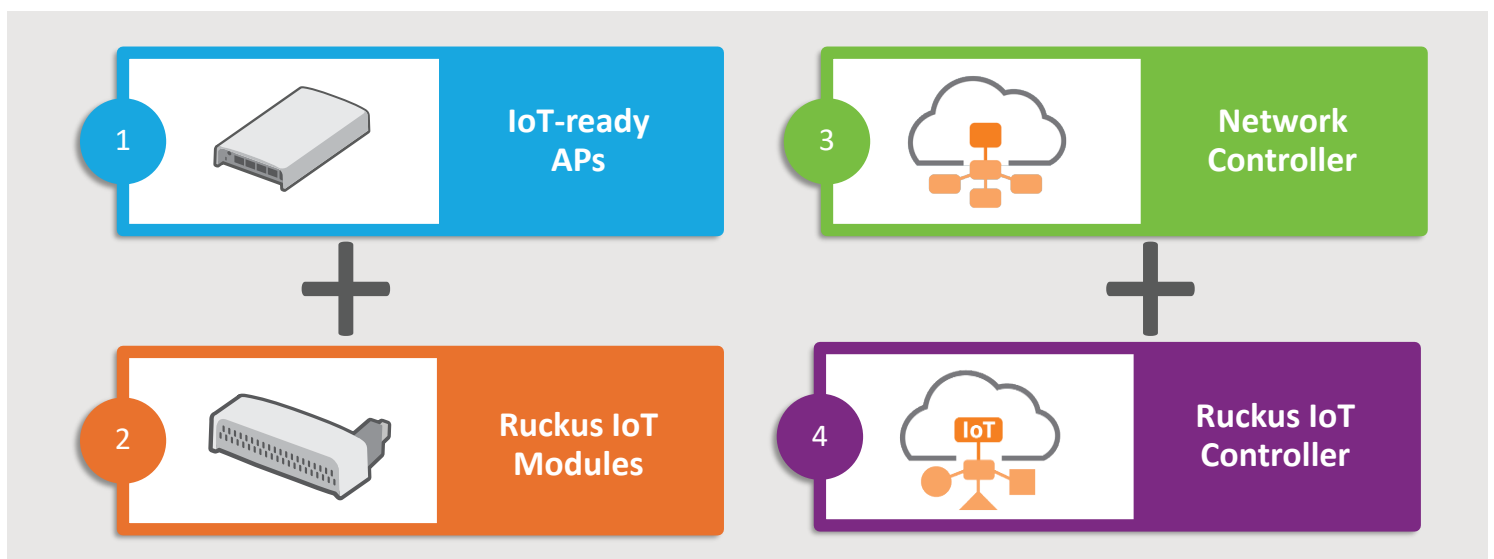 1
IoT-ready
APs
2
Ruckus IoT
Modules
3
Network
Controller
4
IoT
Ruckus IoT
Controller